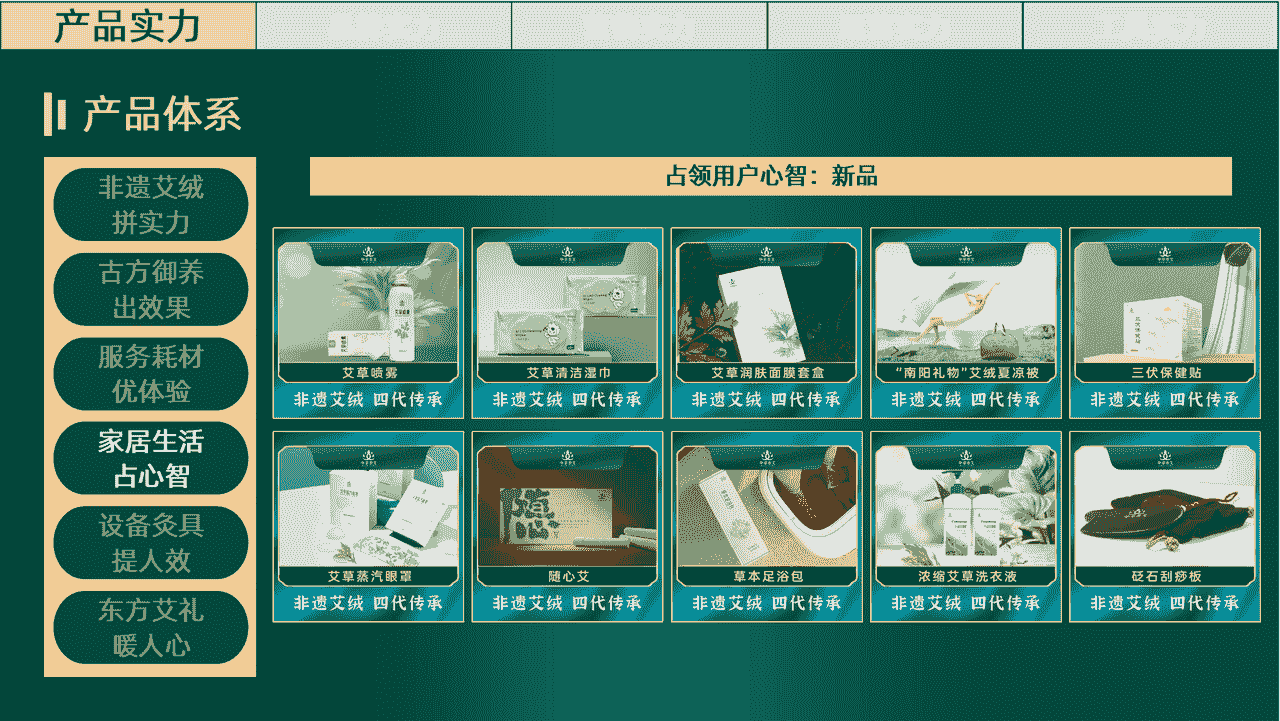 产品实力
产品体系
非遗艾绒
拼实力
古方御养
出效果
服务耗材
优体验
家居生活
占心智
设备灸具
提人效
东方艾礼
暖人心
占领用户心智：新品
艾草喷雾
非遗艾绒 四代传承
艾草清洁湿巾
非遗艾绒 四代传承
艾草润肤面膜套盒
非遗艾绒 四代传承
“南阳礼物”艾绒夏凉被
非遗艾绒 四代传承
三伏保健贴
非遗艾绒 四代传承
艾草蒸汽眼罩
非遗艾绒 四代传承
随心艾
非遗艾绒 四代传承
草本足浴包
非遗艾绒 四代传承
浓缩艾草洗衣液
非遗艾绒 四代传承
砭石刮痧板
非遗艾绒 四代传承